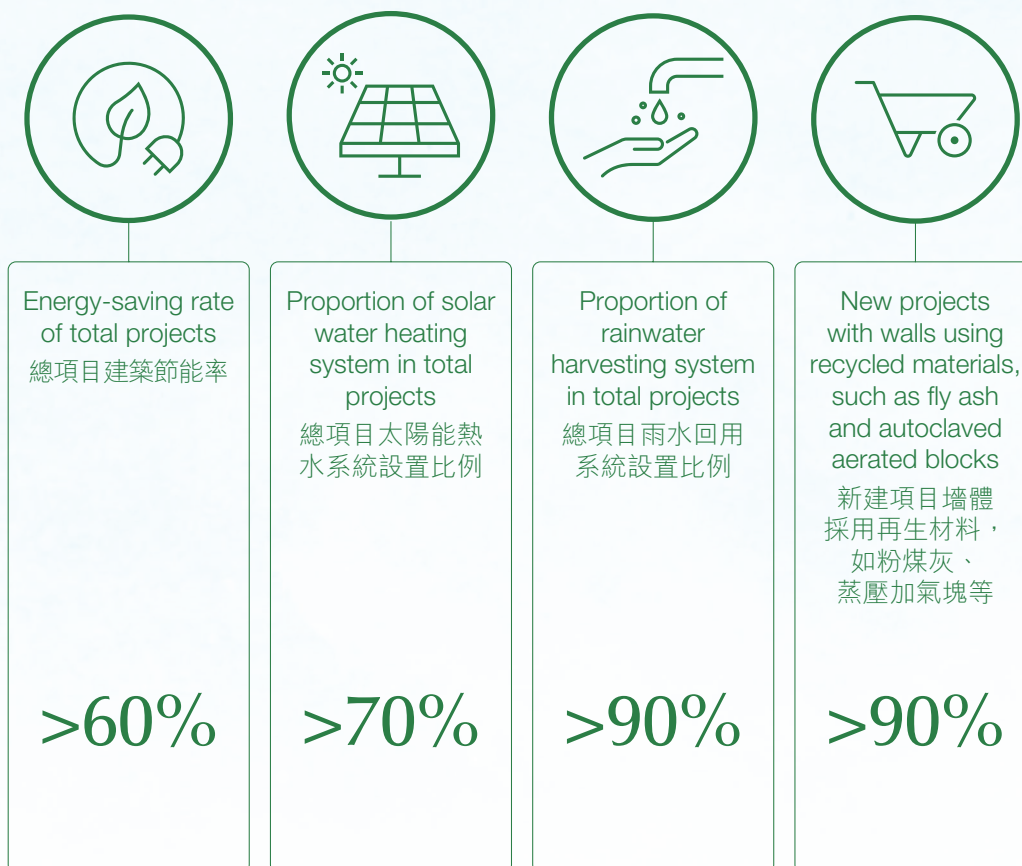 Energy-saving rate
of total projects
總項目建築節能率
>60%
Proportion of solar
water heating
system in total
projects
總項目太陽能熱
水系統設置比例
>70%
Proportion of
rainwater
harvesting system
in total projects
總項目雨水回用
系統設置比例
>90%
New projects
with walls using
recycled materials,
such as fly ash
and autoclaved
aerated blocks
新建項目墻體
採用再生材料，
如粉煤灰、
蒸壓加氣塊等
>90%